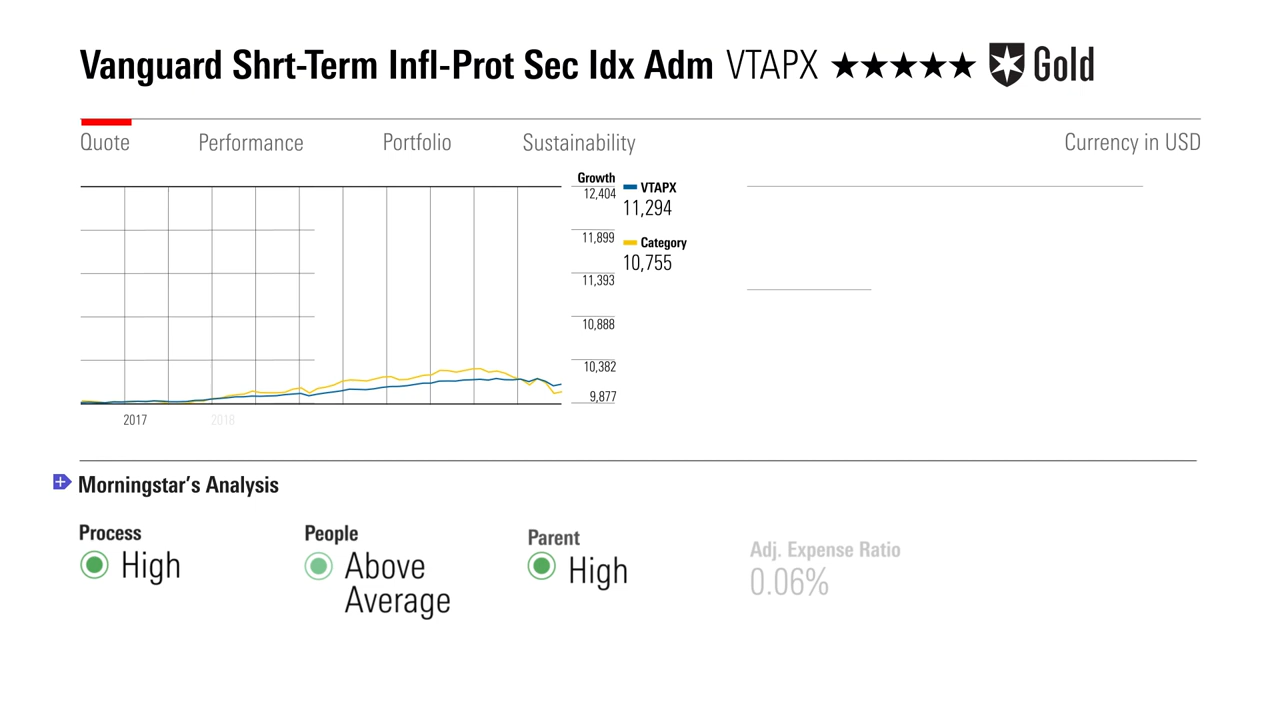 Vanguard Shrt-Term Infl-Prot Sec Idx Adm VTAPX ★★★★★ Gold
Quote Performance Portfolio Sustainability Currency in USD
Growth
12,404
11,899
11,393
10,888
10,382
9,877
VTAPX
11,294
Category
10,755
2017 2018
Morningstar's Analysis
Process
High
People
Above
Average
Parent
High
Adj. Expense Ratio
0.06%